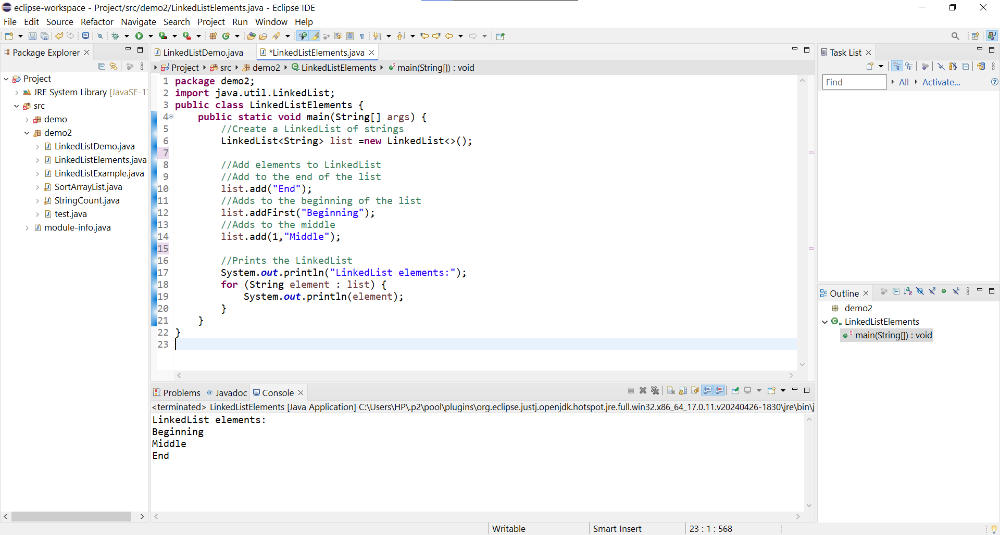 eclipse-workspace - Project/src/demo2/LinkedListElements.java - Eclipse IDE
File Edit Source Refactor Navigate Search Project Run Window Help
Package Explorer
Project
JRE System Library [JavaSE-1
src
demo
demo2
LinkedListDemo.java
LinkedListElements.java
LinkedListExample.java
SortArrayList.java
StringCount.java
test.java
module-info.java
LinkedListDemo.java *LinkedListElements.java
Project src demo2 LinkedListElements main(String[]) : void
1 package demo2;
2 import java.util.LinkedList;
3 public class LinkedListElements {
4 public static void main(String[] args) {
5 //Create a LinkedList of strings
6 LinkedList<String> list =new LinkedList<>();
7
8 //Add elements to LinkedList
9 //Add to the end of the list
10 list.add("End");
11 //Adds to the beginning of the list
12 list.addFirst("Beginning");
13 //Adds to the middle
14 list.add(1,"Middle");
15
16 //Prints the LinkedList
17 System.out.println("LinkedList elements:");
18 for (String element : list) {
19 System.out.println(element);
20 }
21 }
22 }
23
Problems @ Javadoc Console
<terminated> LinkedListElements [Java Application] C:\Users\HP\.p2\pool\plugins\org.eclipse.justj.openjdk.hotspot.jre.full.win32.x86_64_17.0.11.v20240426-1830\jre\bin\j
LinkedList elements:
Beginning
Middle
End
Task List
Find All Activate...
Outline
demo2
LinkedListElements
main(String[]) : void
Writable Smart Insert 23 : 1 : 568